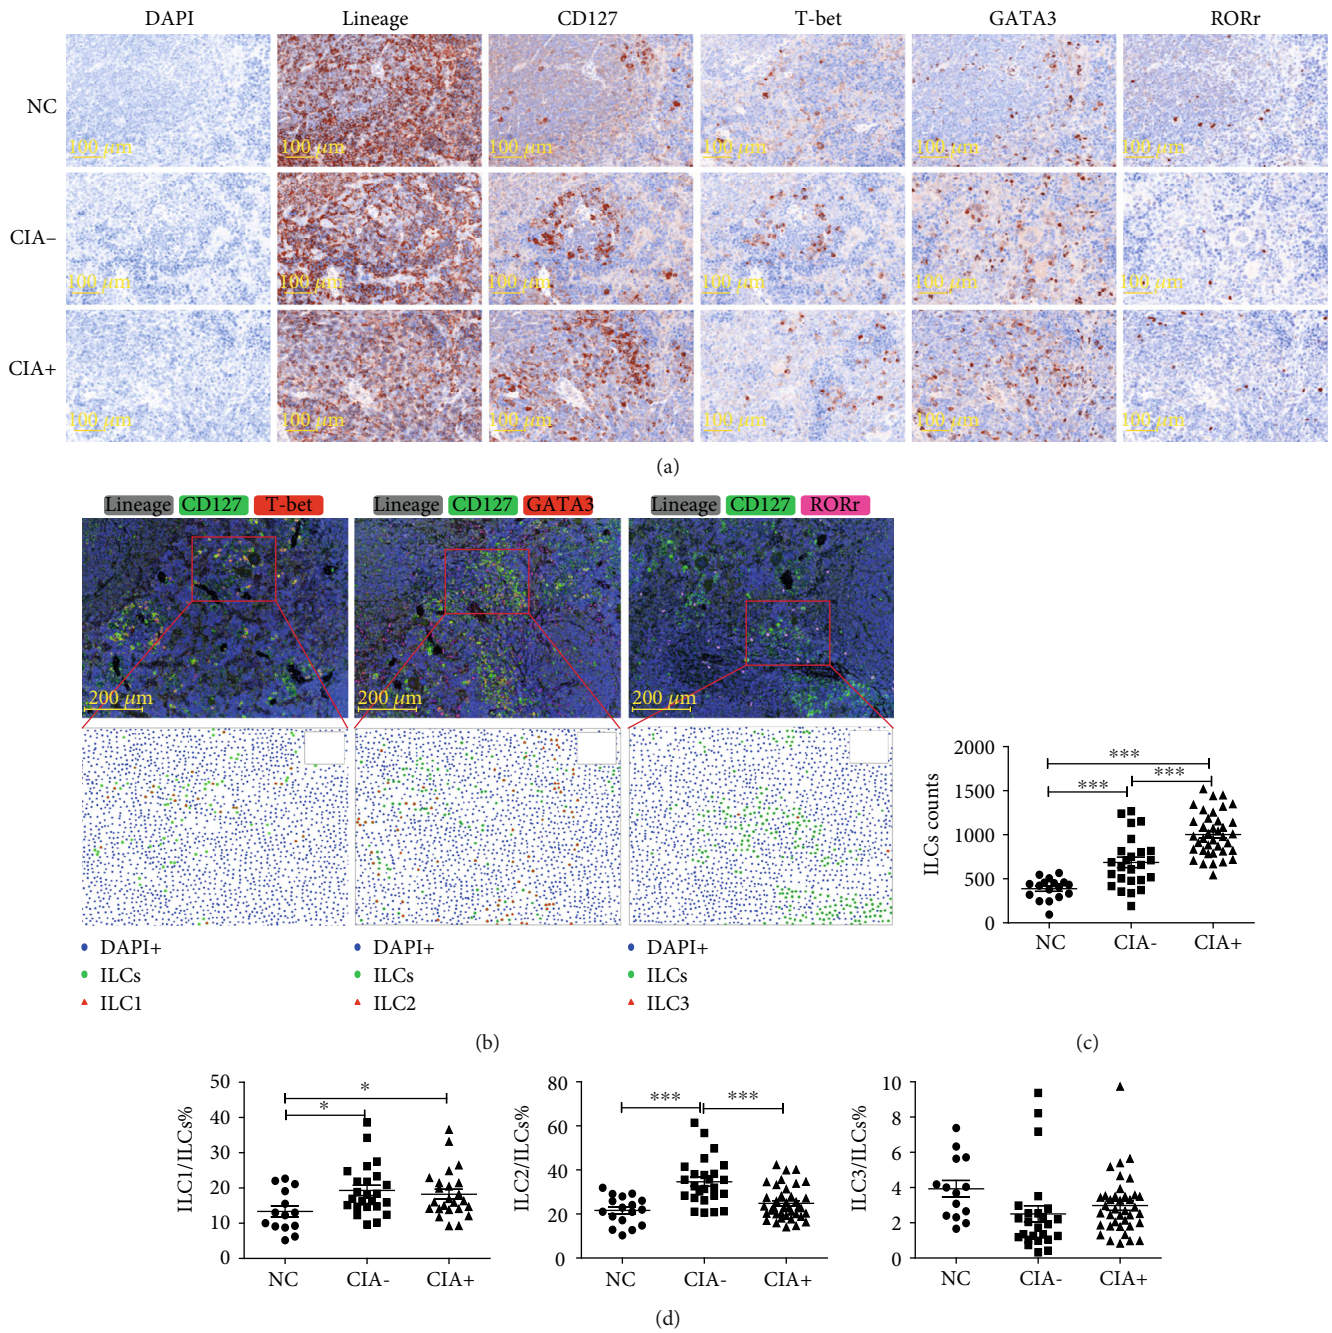 DAPI Lineage CD127 T-bet GATA3 RORr
NC
100 μm 100 μm 100 μm 100 μm 100 μm 100 μm
CIA–
100 μm 100 μm 100 μm 100 μm 100 μm 100 μm
CIA+
100 μm 100 μm 100 μm 100 μm 100 μm 100 μm
(a)
Lineage CD127 T-bet
Lineage CD127 GATA3
Lineage CD127 RORr
200 μm 200 μm 200 μm
DAPI+ DAPI+ DAPI+
ILCs ILCs ILCs
ILC1 ILC2 ILC3
(b)
ILCs counts
2000
1500
1000
500
0
***
*** ***
NC CIA- CIA+
(c)
ILC1/ILCs%
50
40
30
20
10
0
*
*
NC CIA- CIA+
ILC2/ILCs%
80
60
40
20
0
*** ***
NC CIA- CIA+
ILC3/ILCs%
10
8
6
4
2
0
NC CIA- CIA+
(d)